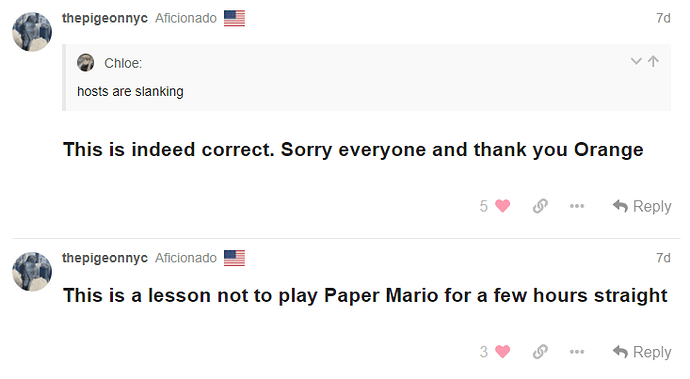 thepigeonnyc Aficionado 7d
Chloe:
hosts are slanking
This is indeed correct. Sorry everyone and thank you Orange
5 Reply
thepigeonnyc Aficionado 7d
This is a lesson not to play Paper Mario for a few hours straight
3 Reply